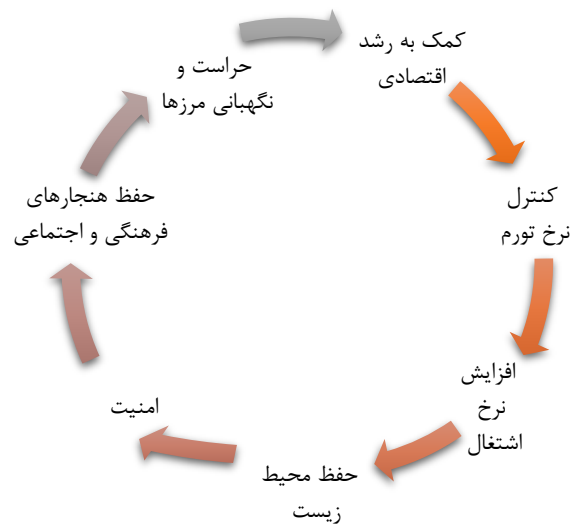 کمک به رشد
اقتصادی
کنترل
نرخ تورم
افزایش
نرخ
اشتغال
حفظ محیط
زیست
امنیت
حفظ هنجارهای
فرهنگی و اجتماعی
حراست و
نگهبانی مرزها